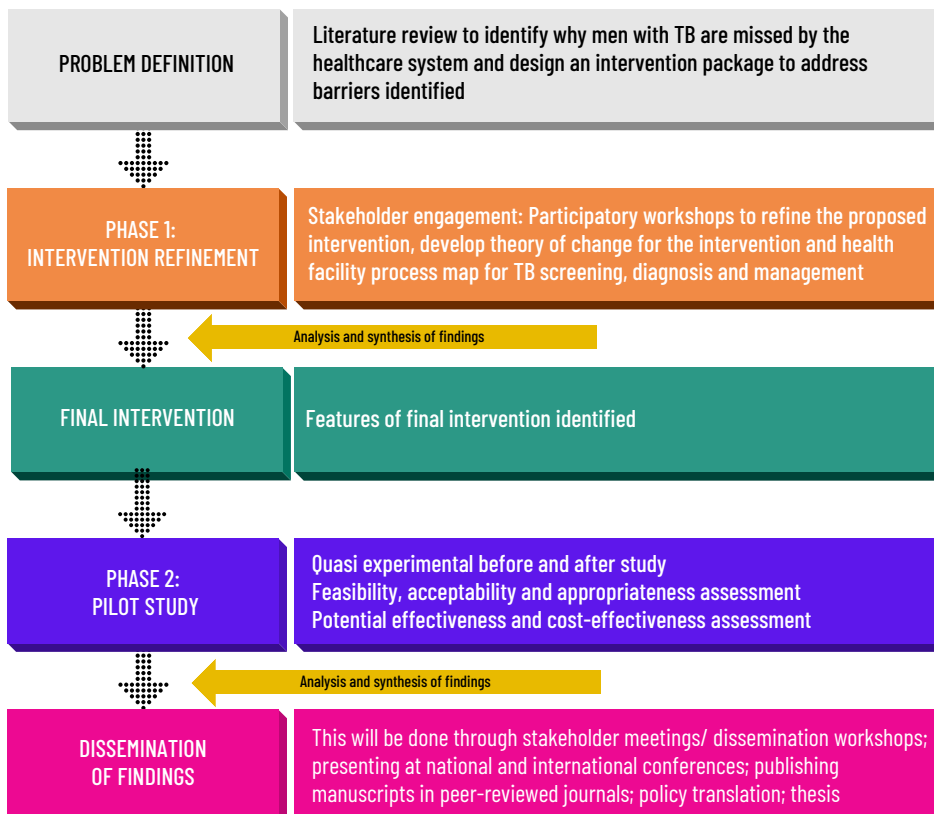 PROBLEM DEFINITION
Literature review to identify why men with TB are missed by the
healthcare system and design an intervention package to address
barriers identified
PHASE 1:
INTERVENTION REFINEMENT
Stakeholder engagement: Participatory workshops to refine the proposed
intervention, develop theory of change for the intervention and health
facility process map for TB screening, diagnosis and management
Analysis and synthesis of findings
FINAL INTERVENTION
Features of final intervention identified
PHASE 2:
PILOT STUDY
Quasi experimental before and after study
Feasibility, acceptability and appropriateness assessment
Potential effectiveness and cost-effectiveness assessment
Analysis and synthesis of findings
DISSEMINATION
OF FINDINGS
This will be done through stakeholder meetings/ dissemination workshops;
presenting at national and international conferences; publishing
manuscripts in peer-reviewed journals; policy translation; thesis